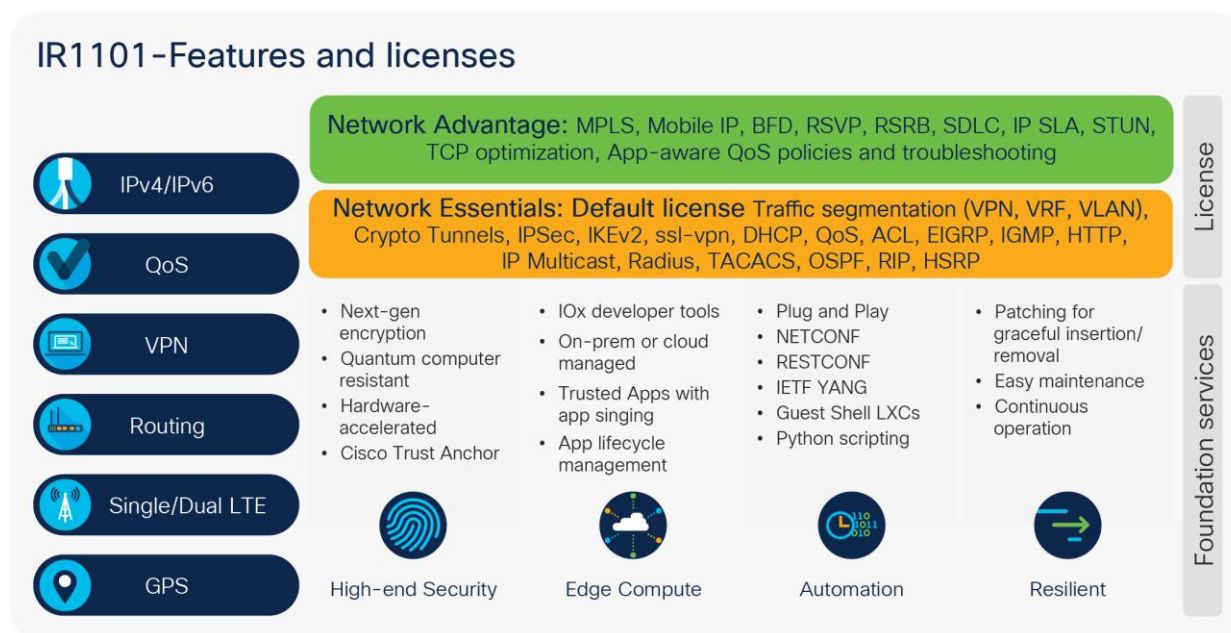 IR1101-Features and licenses
IPv4/IPv6
QoS
VPN
Routing
Single/Dual LTE
GPS
Network Advantage: MPLS, Mobile IP, BFD, RSVP, RSRB, SDLC, IP SLA, STUN,
TCP optimization, App-aware QoS policies and troubleshooting
Network Essentials: Default license Traffic segmentation (VPN, VRF, VLAN),
Crypto Tunnels, IPSec, IKEv2, ssl-vpn, DHCP, QoS, ACL, EIGRP, IGMP, HTTP,
IP Multicast, Radius, TACACS, OSPF, RIP, HSRP
License
• Next-gen
encryption
• Quantum computer
resistant
• Hardware-
accelerated
• Cisco Trust Anchor
High-end Security
• IOx developer tools
• On-prem or cloud
managed
• Trusted Apps with
app singing
• App lifecycle
management
Edge Compute
• Plug and Play
• NETCONF
• RESTCONF
• IETF YANG
• Guest Shell LXCs
• Python scripting
110
1011
010
Automation
• Patching for
graceful insertion/
removal
• Easy maintenance
• Continuous
operation
Resilient
Foundation services